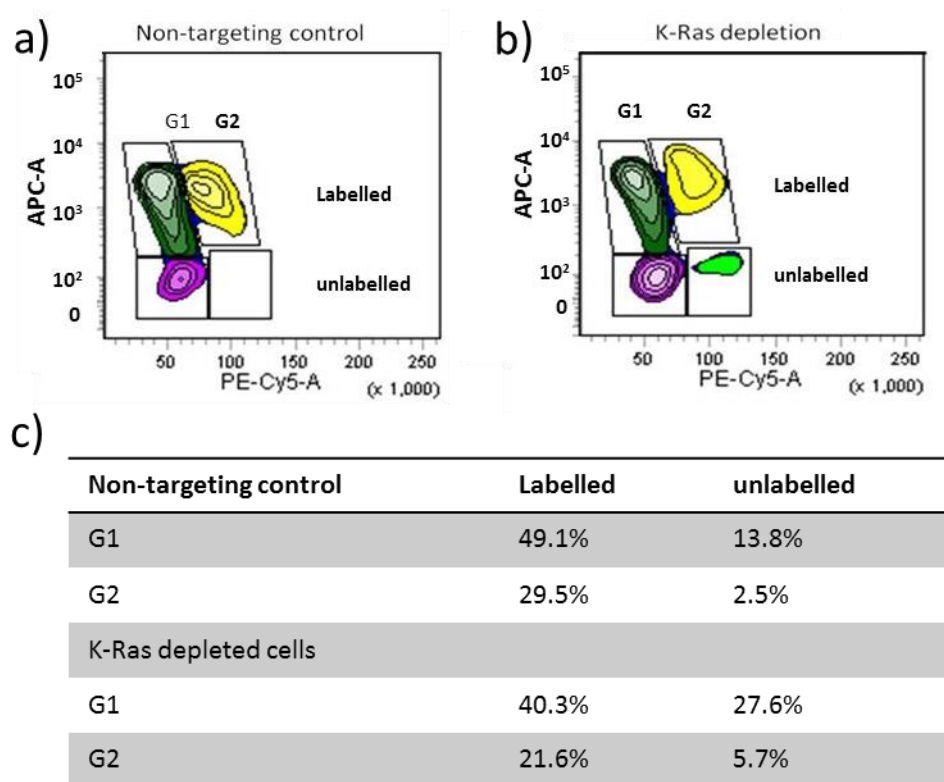 a)
Non-targeting control
10⁵
10⁴
10³
10²
0
APC-A
G1 G2
Labelled
unlabelled
50 100 150 200 250
PE-Cy5-A
(x 1,000)
b)
K-Ras depletion
10⁵
10⁴
10³
10²
0
APC-A
G1 G2
Labelled
unlabelled
50 100 150 200 250
PE-Cy5-A
(x 1,000)
c)
Non-targeting control Labelled unlabelled
G1 49.1% 13.8%
G2 29.5% 2.5%
K-Ras depleted cells
G1 40.3% 27.6%
G2 21.6% 5.7%